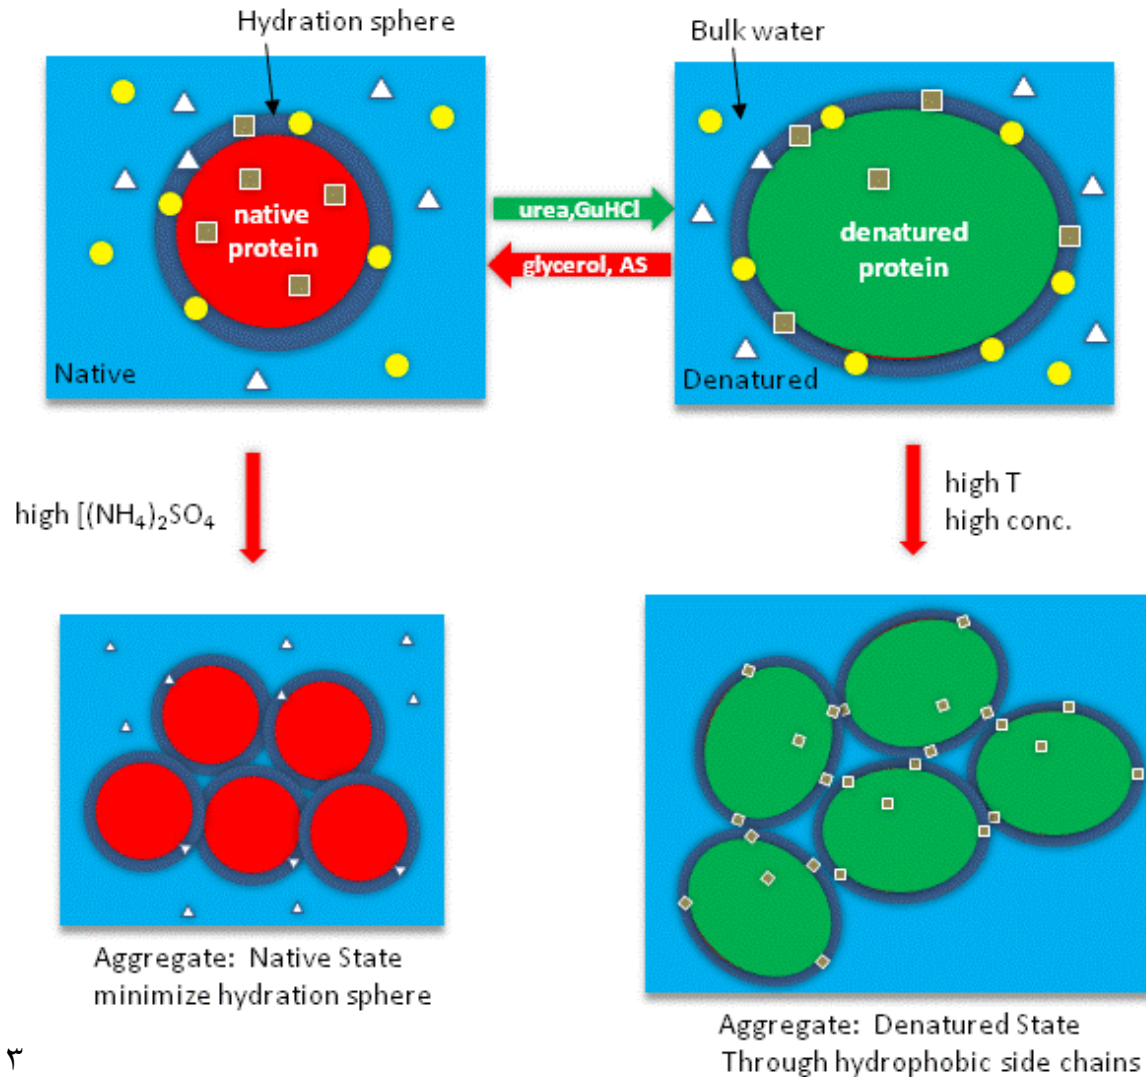 Hydration sphere
Bulk water
native
protein
Native
urea,GuHCl
glycerol, AS
denatured
protein
Denatured
high [(NH₄)₂SO₄
high T
high conc.
Aggregate: Native State
minimize hydration sphere
Aggregate: Denatured State
Through hydrophobic side chains
٣